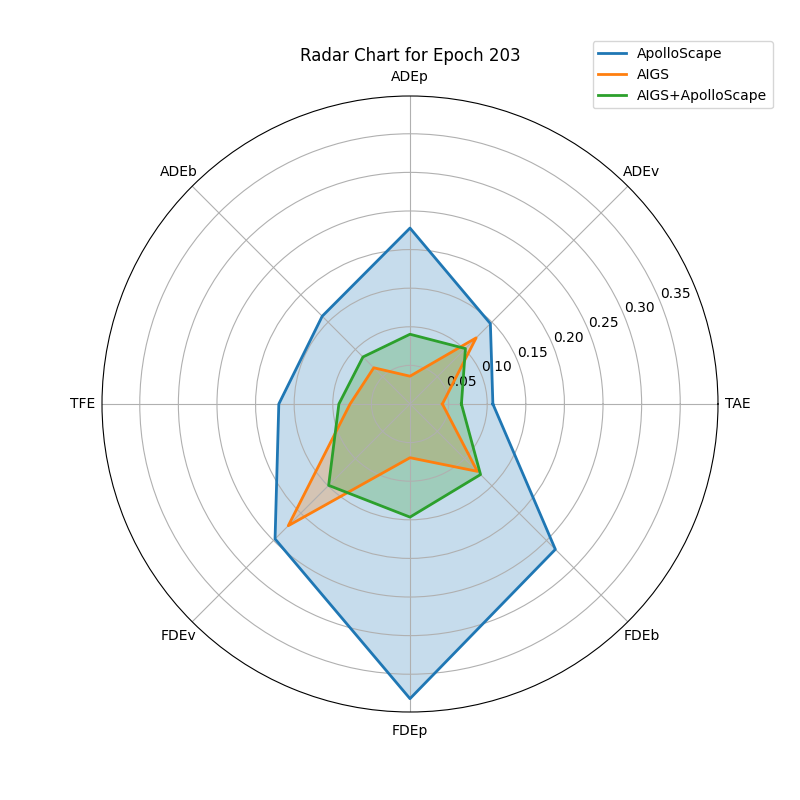 Radar Chart for Epoch 203
ApolloScape
AIGS
AIGS+ApolloScape
ADEp
ADEb
ADEv
TFE
TAE
0.05
0.10
0.15
0.20
0.25
0.30
0.35
FDEv
FDEb
FDEp